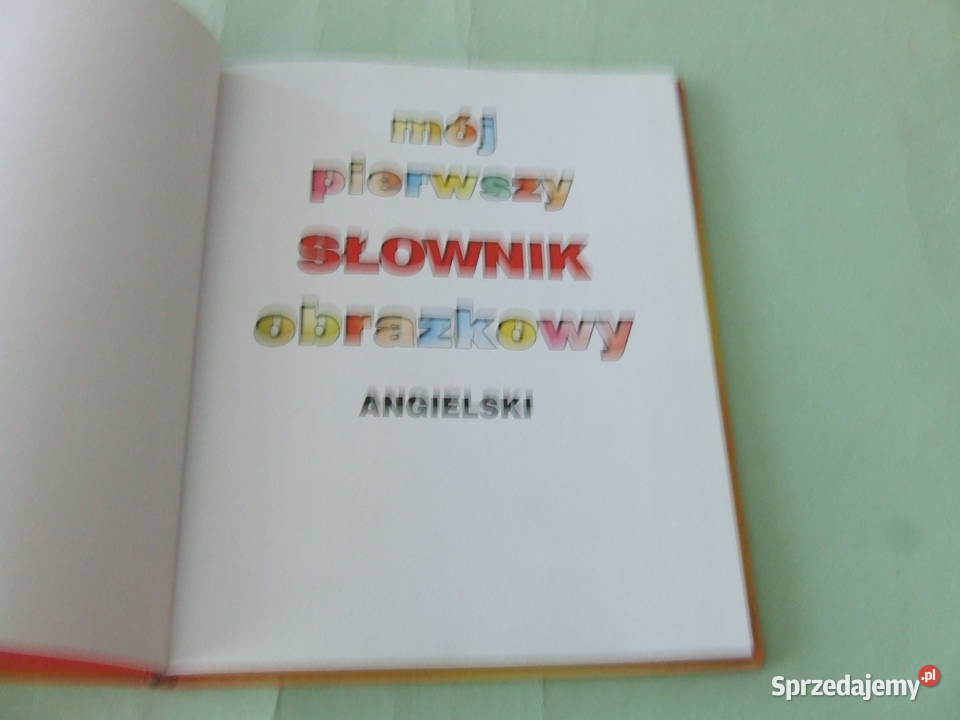 mój
pierwszy
SŁOWNIK
obrazkowy
ANGIELSKI
Sprzedajemy.pl